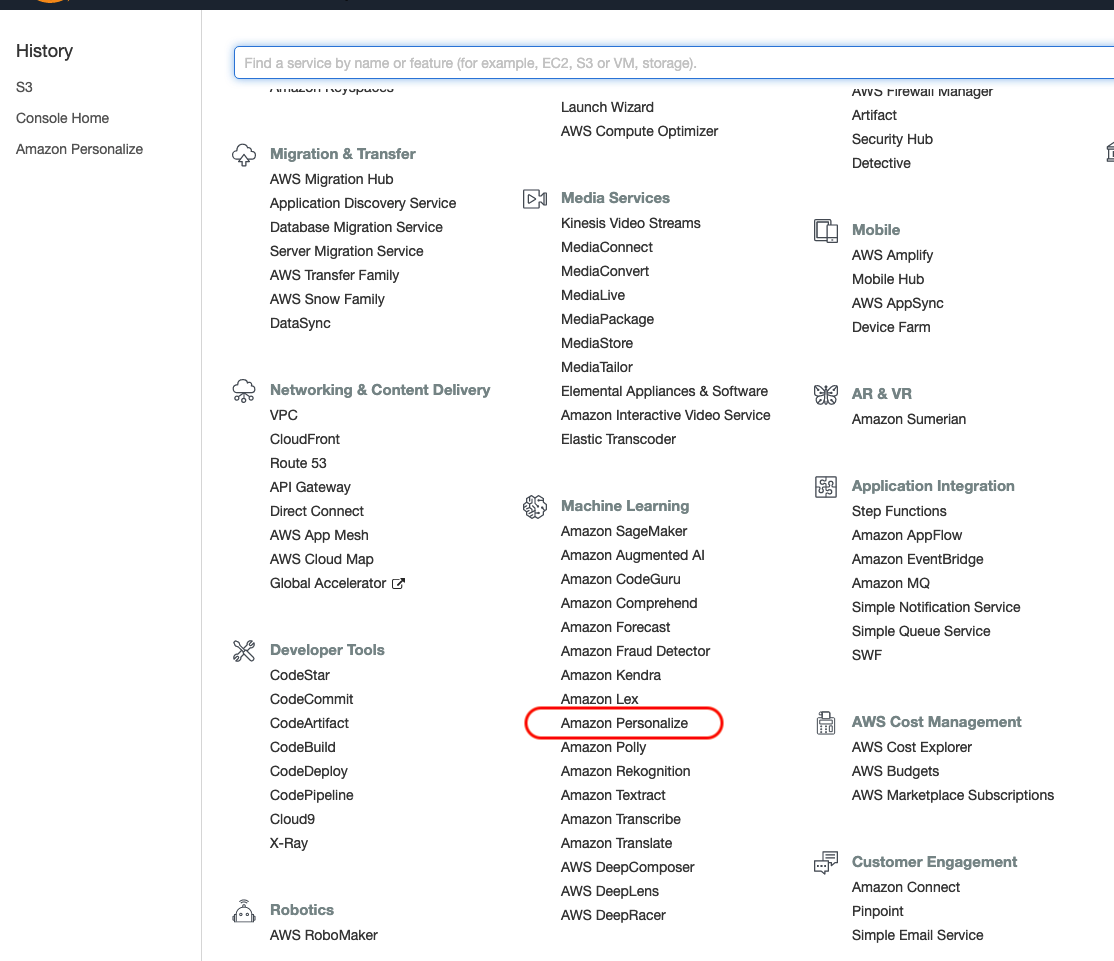 History
S3
Console Home
Amazon Personalize
Find a service by name or feature (for example, EC2, S3 or VM, storage).
Amazon Keyspaces
Migration & Transfer
AWS Migration Hub
Application Discovery Service
Database Migration Service
Server Migration Service
AWS Transfer Family
AWS Snow Family
DataSync
Networking & Content Delivery
VPC
CloudFront
Route 53
API Gateway
Direct Connect
AWS App Mesh
AWS Cloud Map
Global Accelerator
Developer Tools
CodeStar
CodeCommit
CodeArtifact
CodeBuild
CodeDeploy
CodePipeline
Cloud9
X-Ray
Robotics
AWS RoboMaker
Launch Wizard
AWS Compute Optimizer
Media Services
Kinesis Video Streams
MediaConnect
MediaConvert
MediaLive
MediaPackage
MediaStore
MediaTailor
Elemental Appliances & Software
Amazon Interactive Video Service
Elastic Transcoder
Machine Learning
Amazon SageMaker
Amazon Augmented AI
Amazon CodeGuru
Amazon Comprehend
Amazon Forecast
Amazon Fraud Detector
Amazon Kendra
Amazon Lex
Amazon Personalize
Amazon Polly
Amazon Rekognition
Amazon Textract
Amazon Transcribe
Amazon Translate
AWS DeepComposer
AWS DeepLens
AWS DeepRacer
AWS Firewall Manager
Artifact
Security Hub
Detective
Mobile
AWS Amplify
Mobile Hub
AWS AppSync
Device Farm
AR & VR
Amazon Sumerian
Application Integration
Step Functions
Amazon AppFlow
Amazon EventBridge
Amazon MQ
Simple Notification Service
Simple Queue Service
SWF
AWS Cost Management
AWS Cost Explorer
AWS Budgets
AWS Marketplace Subscriptions
Customer Engagement
Amazon Connect
Pinpoint
Simple Email Service